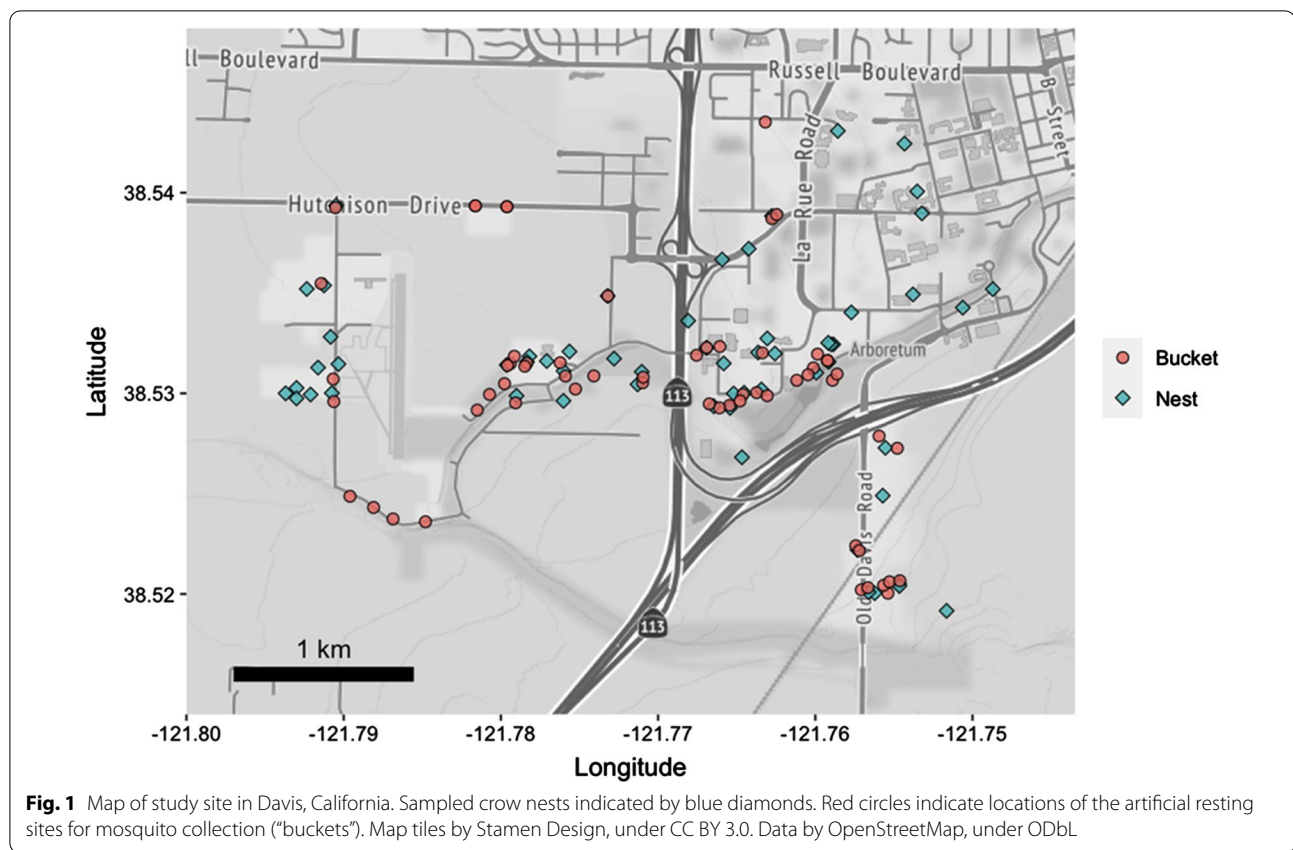 ll Boulevard
Russell Boulevard
B Street
La Rue Road
38.54
Hutchison Drive
Latitude
Arboretum
Bucket
Nest
38.53
113
Old Davis Road
38.52
113
1 km
-121.80 -121.79 -121.78 -121.77 -121.76 -121.75
Longitude
Fig. 1 Map of study site in Davis, California. Sampled crow nests indicated by blue diamonds. Red circles indicate locations of the artificial resting
sites for mosquito collection (“buckets”). Map tiles by Stamen Design, under CC BY 3.0. Data by OpenStreetMap, under ODbL